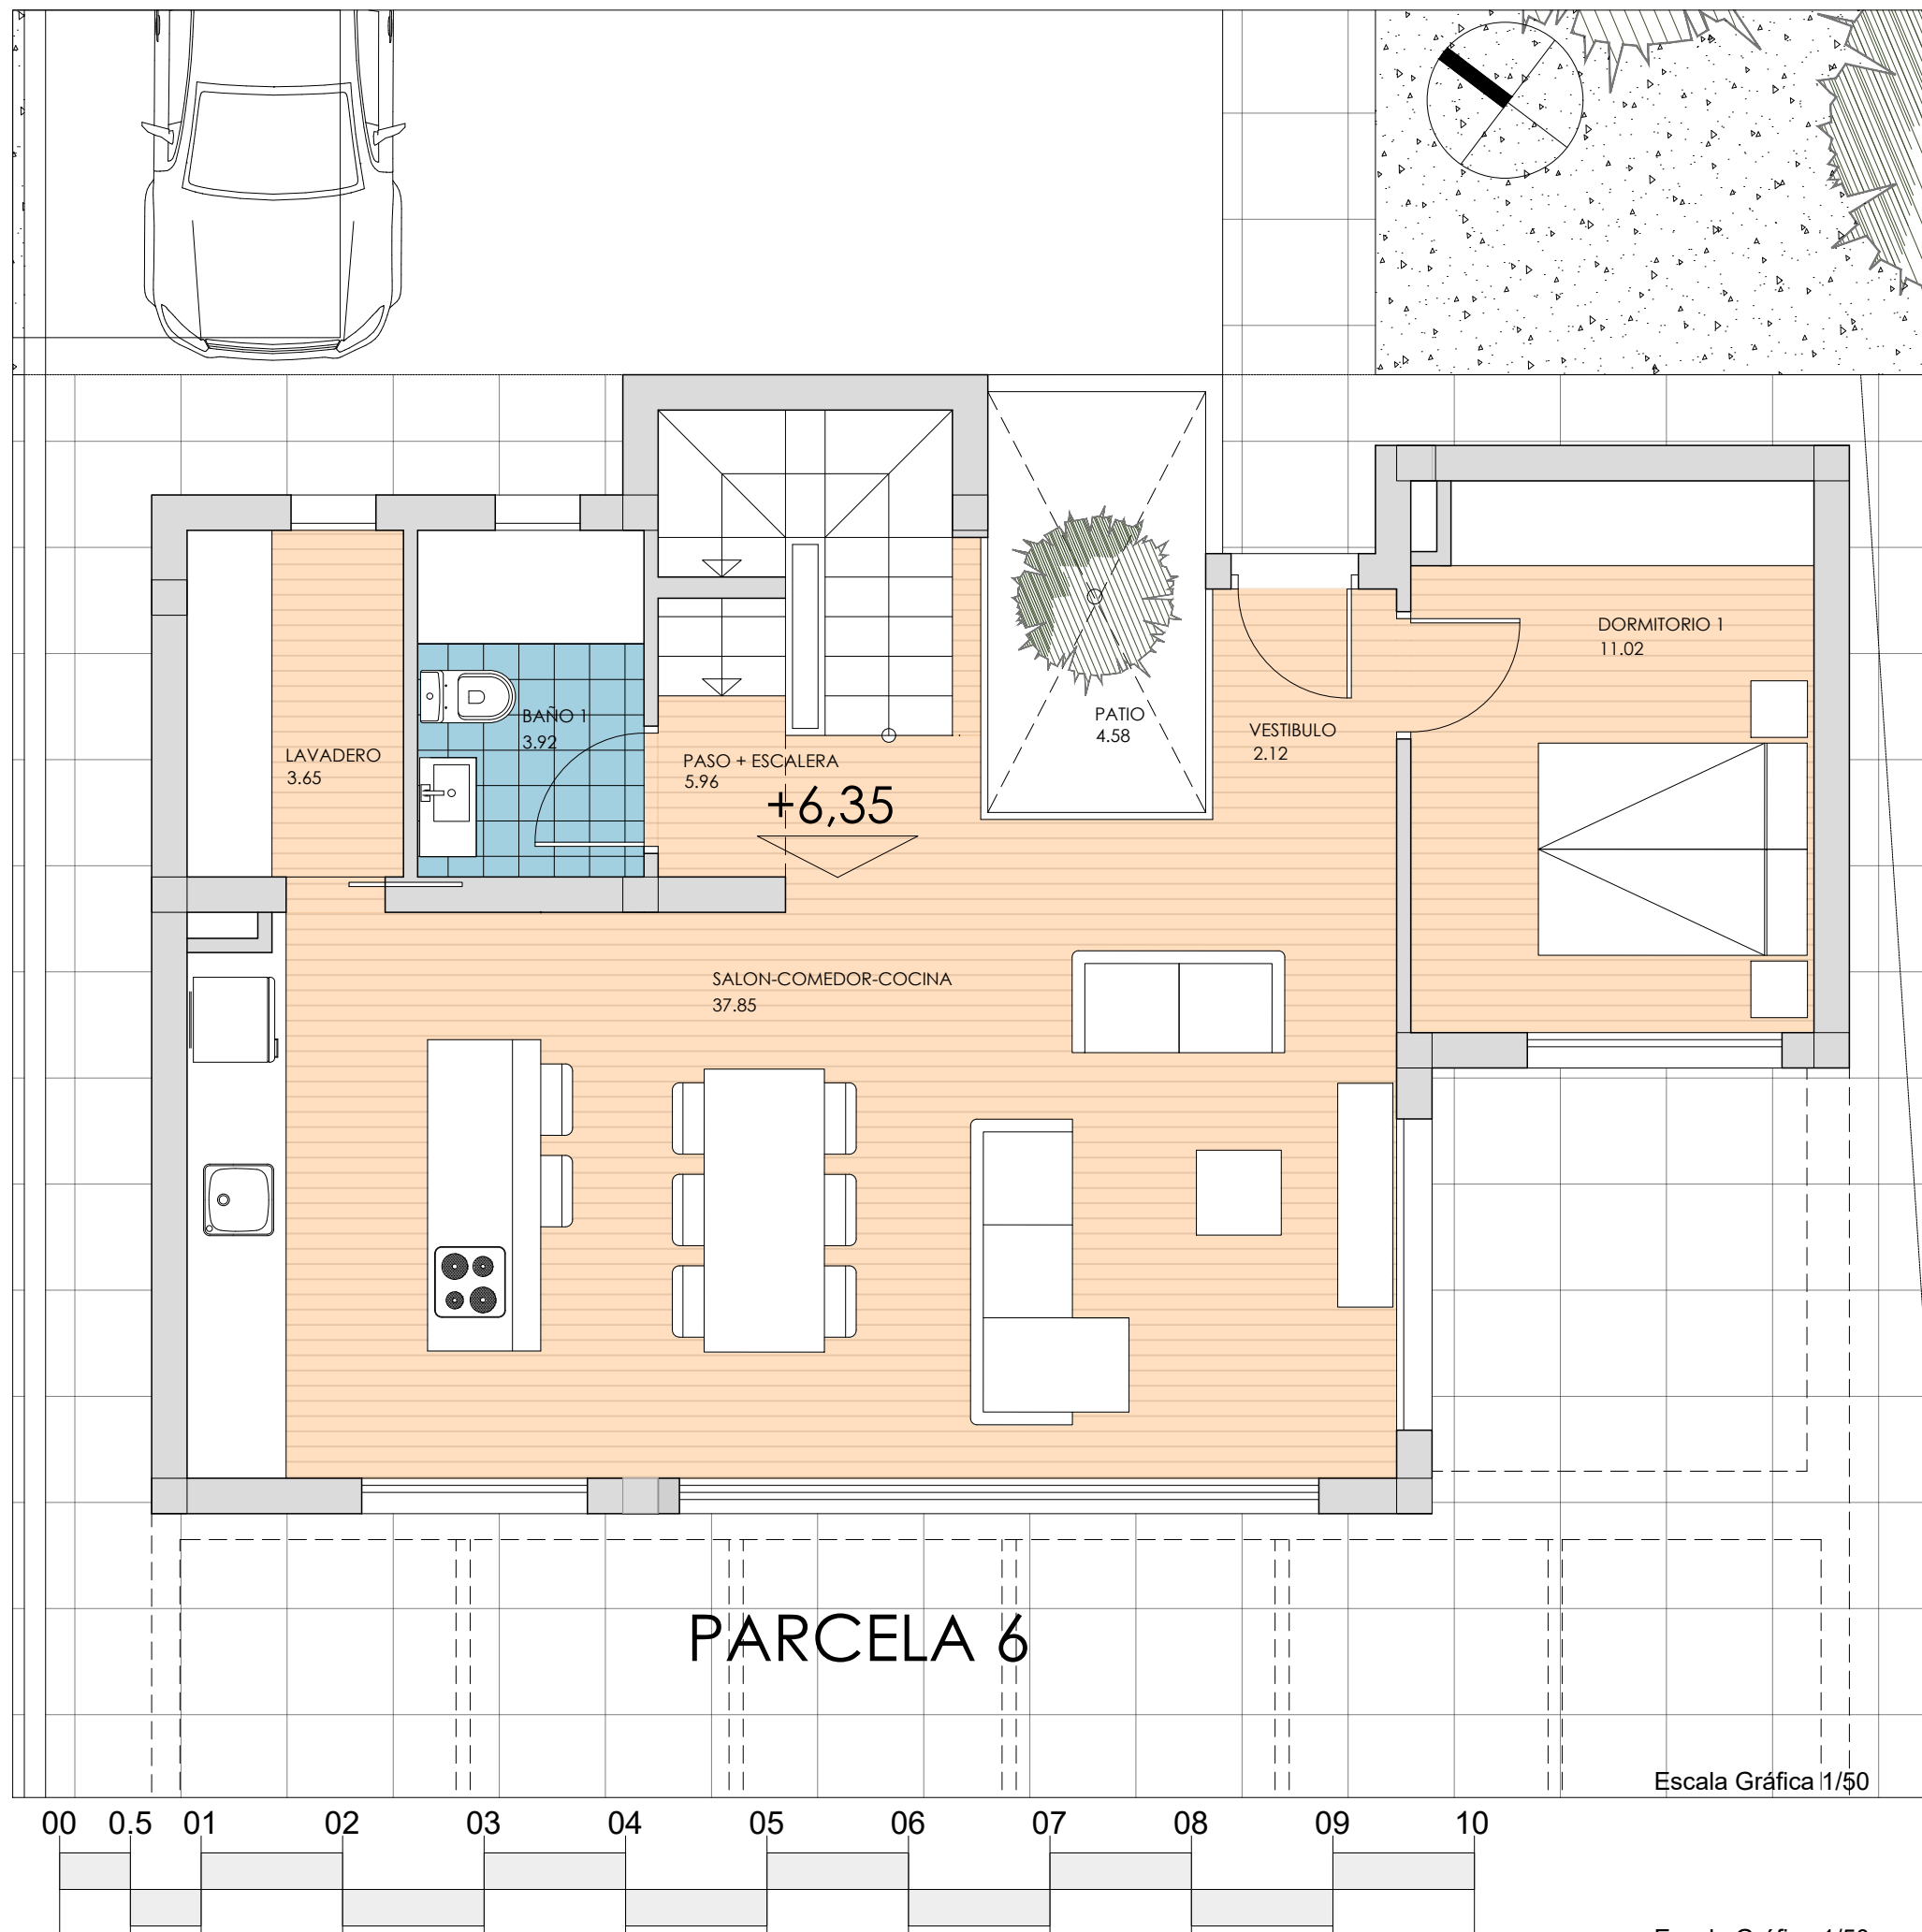 DORMITORIO 1
11.02
BAÑO 1
3.92
PATIO
4.58
VESTIBULO
2.12
LAVADERO
3.65
PASO + ESCALERA
5.96
+6,35
SALON-COMEDOR-COCINA
37.85
PARCELA 6
Escala Gráfica 1/50
00 0.5 01 02 03 04 05 06 07 08 09 10